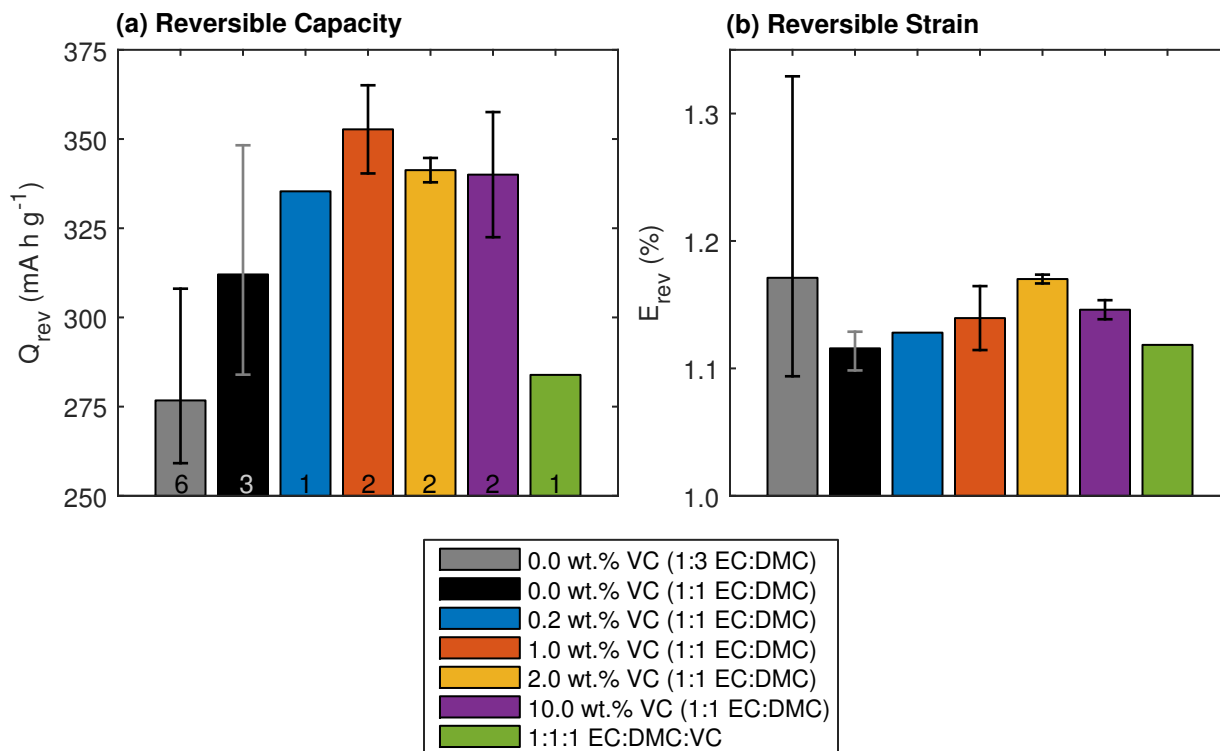 (a) Reversible Capacity
375
350
325
300
275
250
Q_rev (mA h g^-1)
6 3 1 2 2 2 1
(b) Reversible Strain
1.3
1.2
1.1
1.0
E_rev (%)
0.0 wt.% VC (1:3 EC:DMC)
0.0 wt.% VC (1:1 EC:DMC)
0.2 wt.% VC (1:1 EC:DMC)
1.0 wt.% VC (1:1 EC:DMC)
2.0 wt.% VC (1:1 EC:DMC)
10.0 wt.% VC (1:1 EC:DMC)
1:1:1 EC:DMC:VC